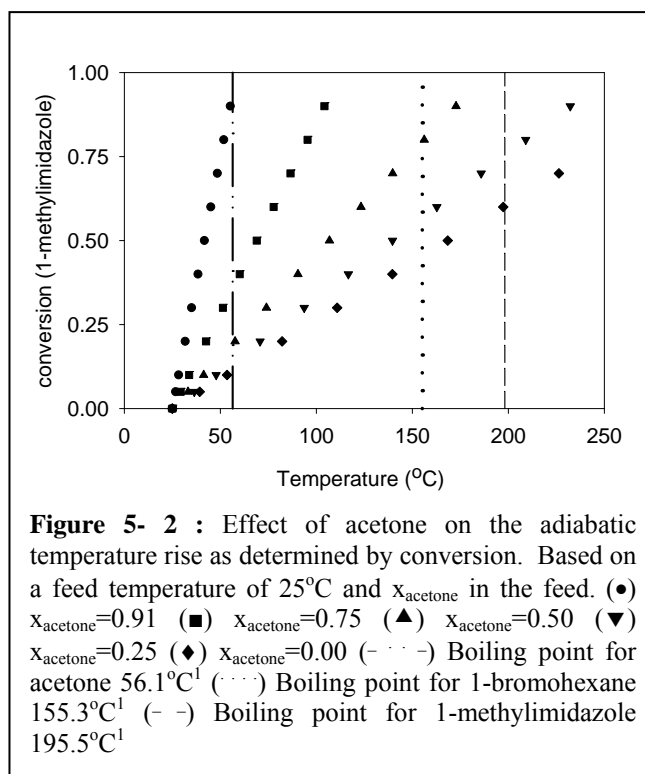 1.00
0.75
0.50
0.25
0.00
conversion (1-methylimidazole)
0 50 100 150 200 250
Temperature (°C)
Figure 5- 2 : Effect of acetone on the adiabatic
temperature rise as determined by conversion. Based on
a feed temperature of 25°C and xacetone in the feed. (●)
xacetone=0.91 (■) xacetone=0.75 (▲) xacetone=0.50 (▼)
xacetone=0.25 (♦) xacetone=0.00 (– · · –) Boiling point for
acetone 56.1°C¹ (· · · ·) Boiling point for 1-bromohexane
155.3°C¹ (– –) Boiling point for 1-methylimidazole
195.5°C¹